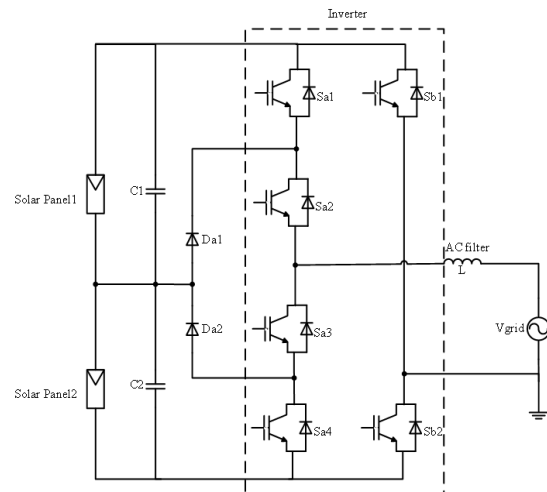 Inverter
Sa1
Sb1
Solar Panel1
C1
Sa2
Da1
AC filter
L
Da2
Sa3
Vgrid
Solar Panel2
C2
Sa4
Sb2